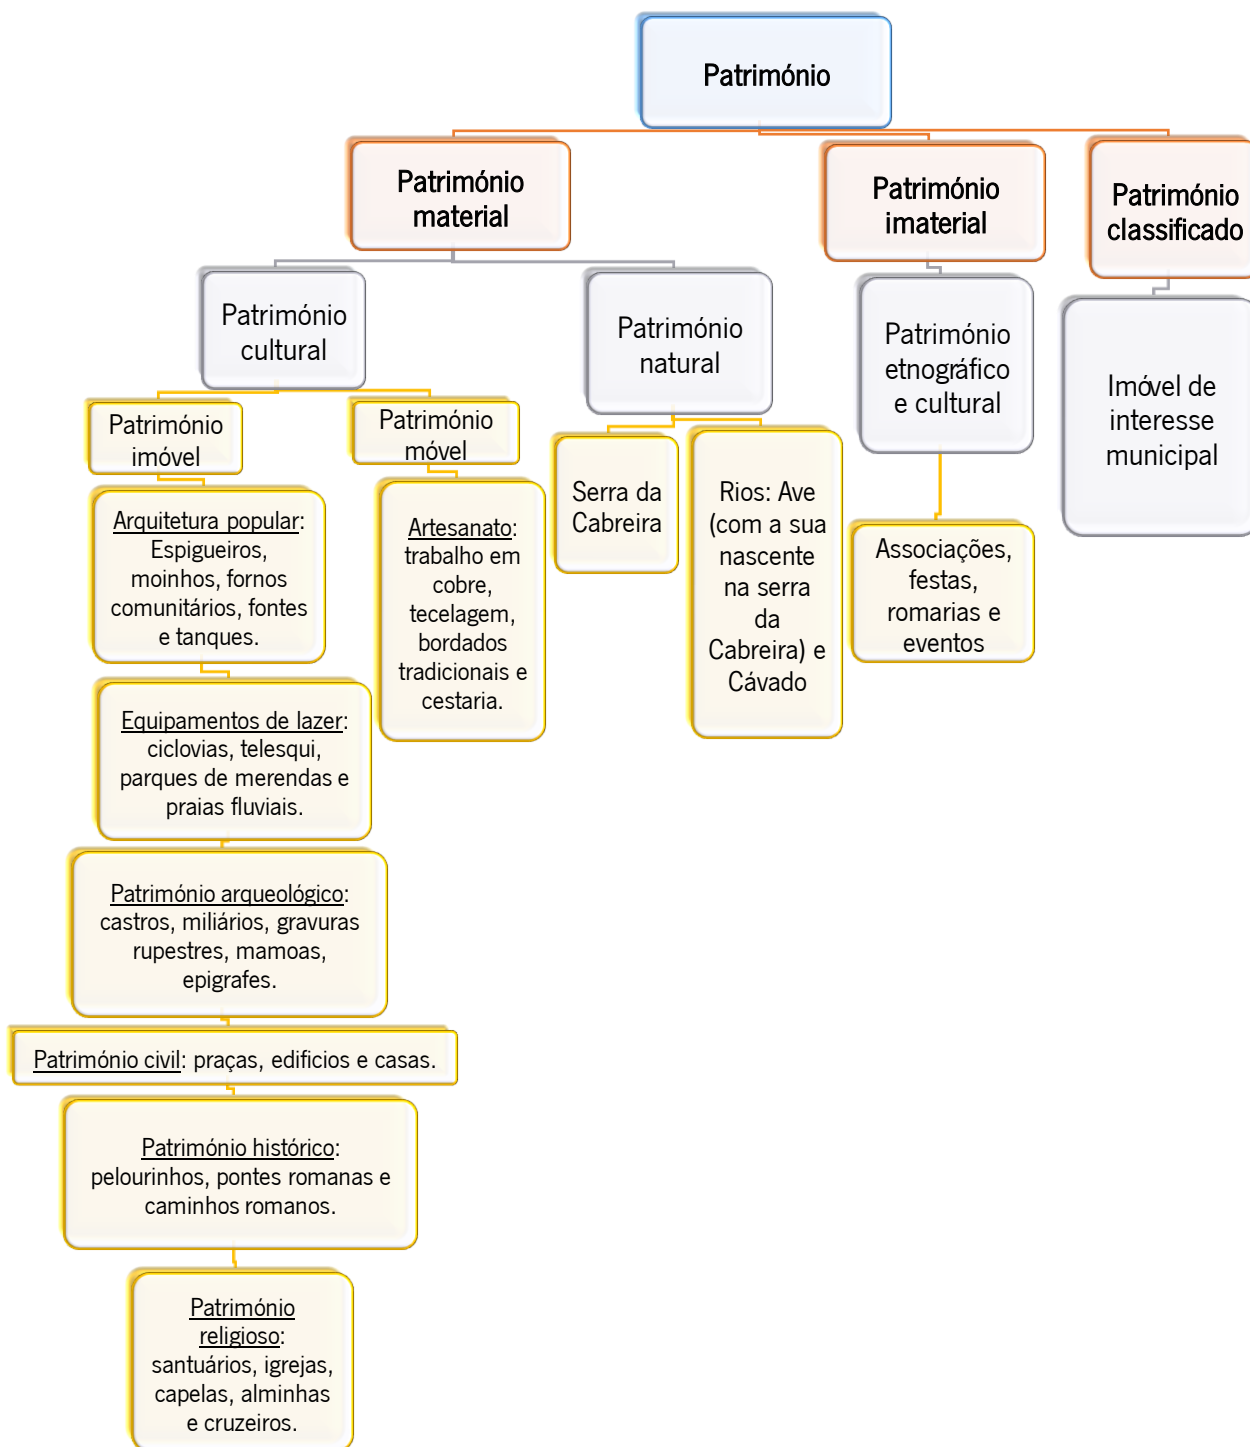 Património
Património
material
Património
imaterial
Património
classificado
Património
cultural
Património
natural
Património
etnográfico
e cultural
Imóvel de
interesse
municipal
Património
imóvel
Património
móvel
Serra da
Cabreira
Rios: Ave
(com a sua
nascente
na serra
da
Cabreira) e
Cávado
Associações,
festas,
romarias e
eventos
Arquitetura popular:
Espigueiros,
moinhos, fornos
comunitários, fontes
e tanques.
Artesanato:
trabalho em
cobre,
tecelagem,
bordados
tradicionais e
cestaria.
Equipamentos de lazer:
ciclovias, telesqui,
parques de merendas e
praias fluviais.
Património arqueológico:
castros, miliários, gravuras
rupestres, mamoas,
epigrafes.
Património civil: praças, edificios e casas.
Património histórico:
pelourinhos, pontes romanas e
caminhos romanos.
Património
religioso:
santuários, igrejas,
capelas, alminhas
e cruzeiros.